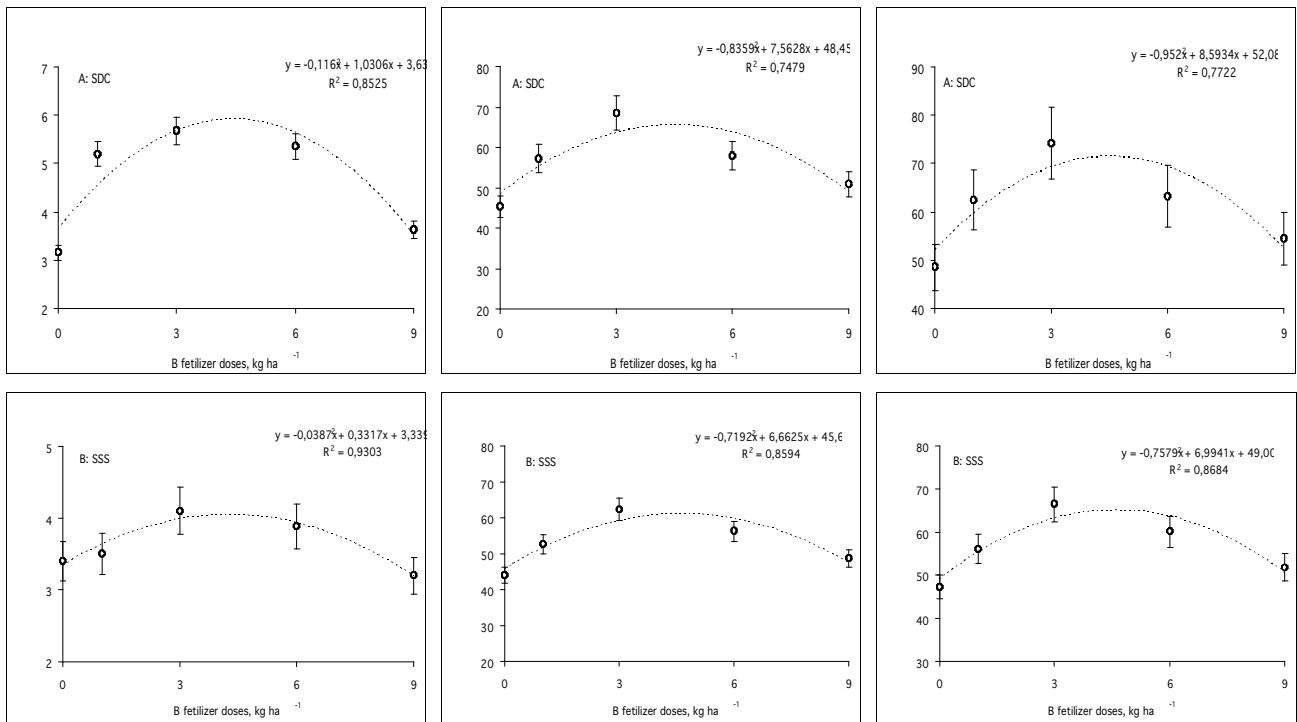 y = -0,116x² + 1,0306x + 3,63
R² = 0,8525
A: SDC
7
6
5
4
3
2
0 3 6 9
B fetilizer doses, kg ha -1
y = -0,8359x² + 7,5628x + 48,45
R² = 0,7479
A: SDC
80
70
60
50
40
30
20
0 3 6 9
B fetilizer doses, kg ha -1
y = -0,952x² + 8,5934x + 52,08
R² = 0,7722
A: SDC
90
80
70
60
50
40
0 3 6 9
B fetilizer doses, kg ha -1
y = -0,0387x² + 0,3317x + 3,339
R² = 0,9303
B: SSS
5
4
3
2
0 3 6 9
B fetilizer doses, kg ha -1
y = -0,7192x² + 6,6625x + 45,6
R² = 0,8594
B: SSS
80
70
60
50
40
30
20
0 3 6 9
B fetilizer doses, kg ha -1
y = -0,7579x² + 6,9941x + 49,00
R² = 0,8684
B: SSS
80
70
60
50
40
30
0 3 6 9
B fetilizer doses, kg ha -1